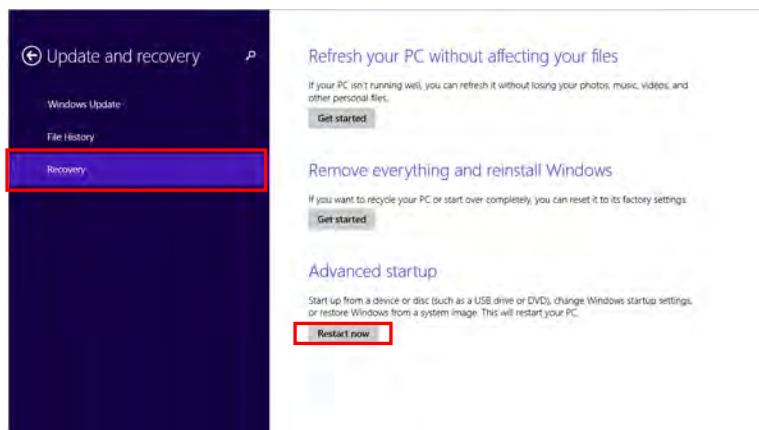 Update and recovery
Windows Update
File History
Recovery
Refresh your PC without affecting your files
If your PC isn't running well, you can refresh it without losing your photos, music, videos, and
other personal files.
Get started
Remove everything and reinstall Windows
If you want to recycle your PC or start over completely, you can reset it to its factory settings.
Get started
Advanced startup
Start up from a device or disc (such as a USB drive or DVD), change Windows startup settings,
or restore Windows from a system image. This will restart your PC.
Restart now